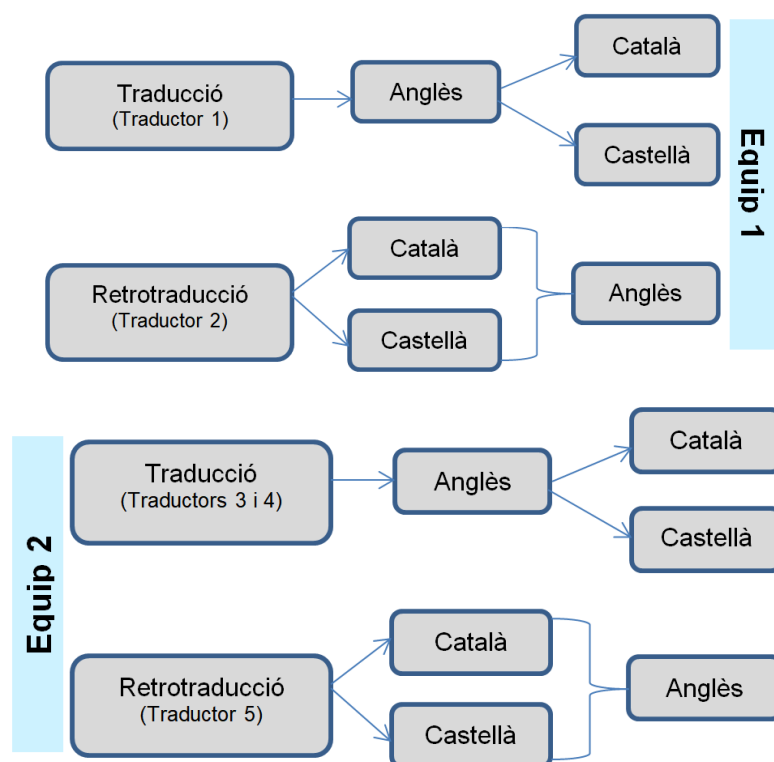 Català
Traducció
(Traductor 1)
Anglès
Castellà
Equip 1
Català
Retrotraducció
(Traductor 2)
Anglès
Castellà
Català
Traducció
(Traductors 3 i 4)
Anglès
Castellà
Equip 2
Català
Retrotraducció
(Traductor 5)
Anglès
Castellà